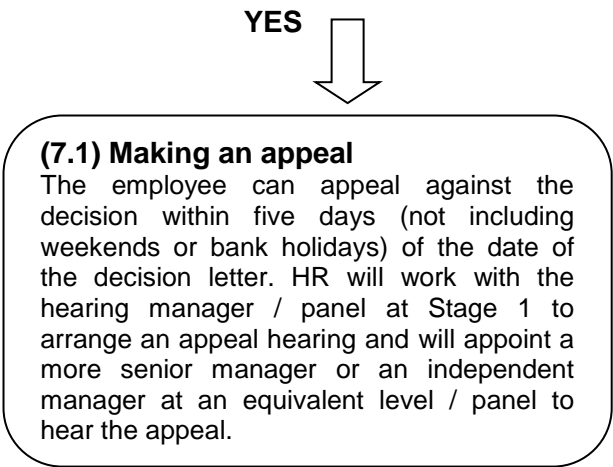 YES
(7.1) Making an appeal
The employee can appeal against the
decision within five days (not including
weekends or bank holidays) of the date of
the decision letter. HR will work with the
hearing manager / panel at Stage 1 to
arrange an appeal hearing and will appoint a
more senior manager or an independent
manager at an equivalent level / panel to
hear the appeal.